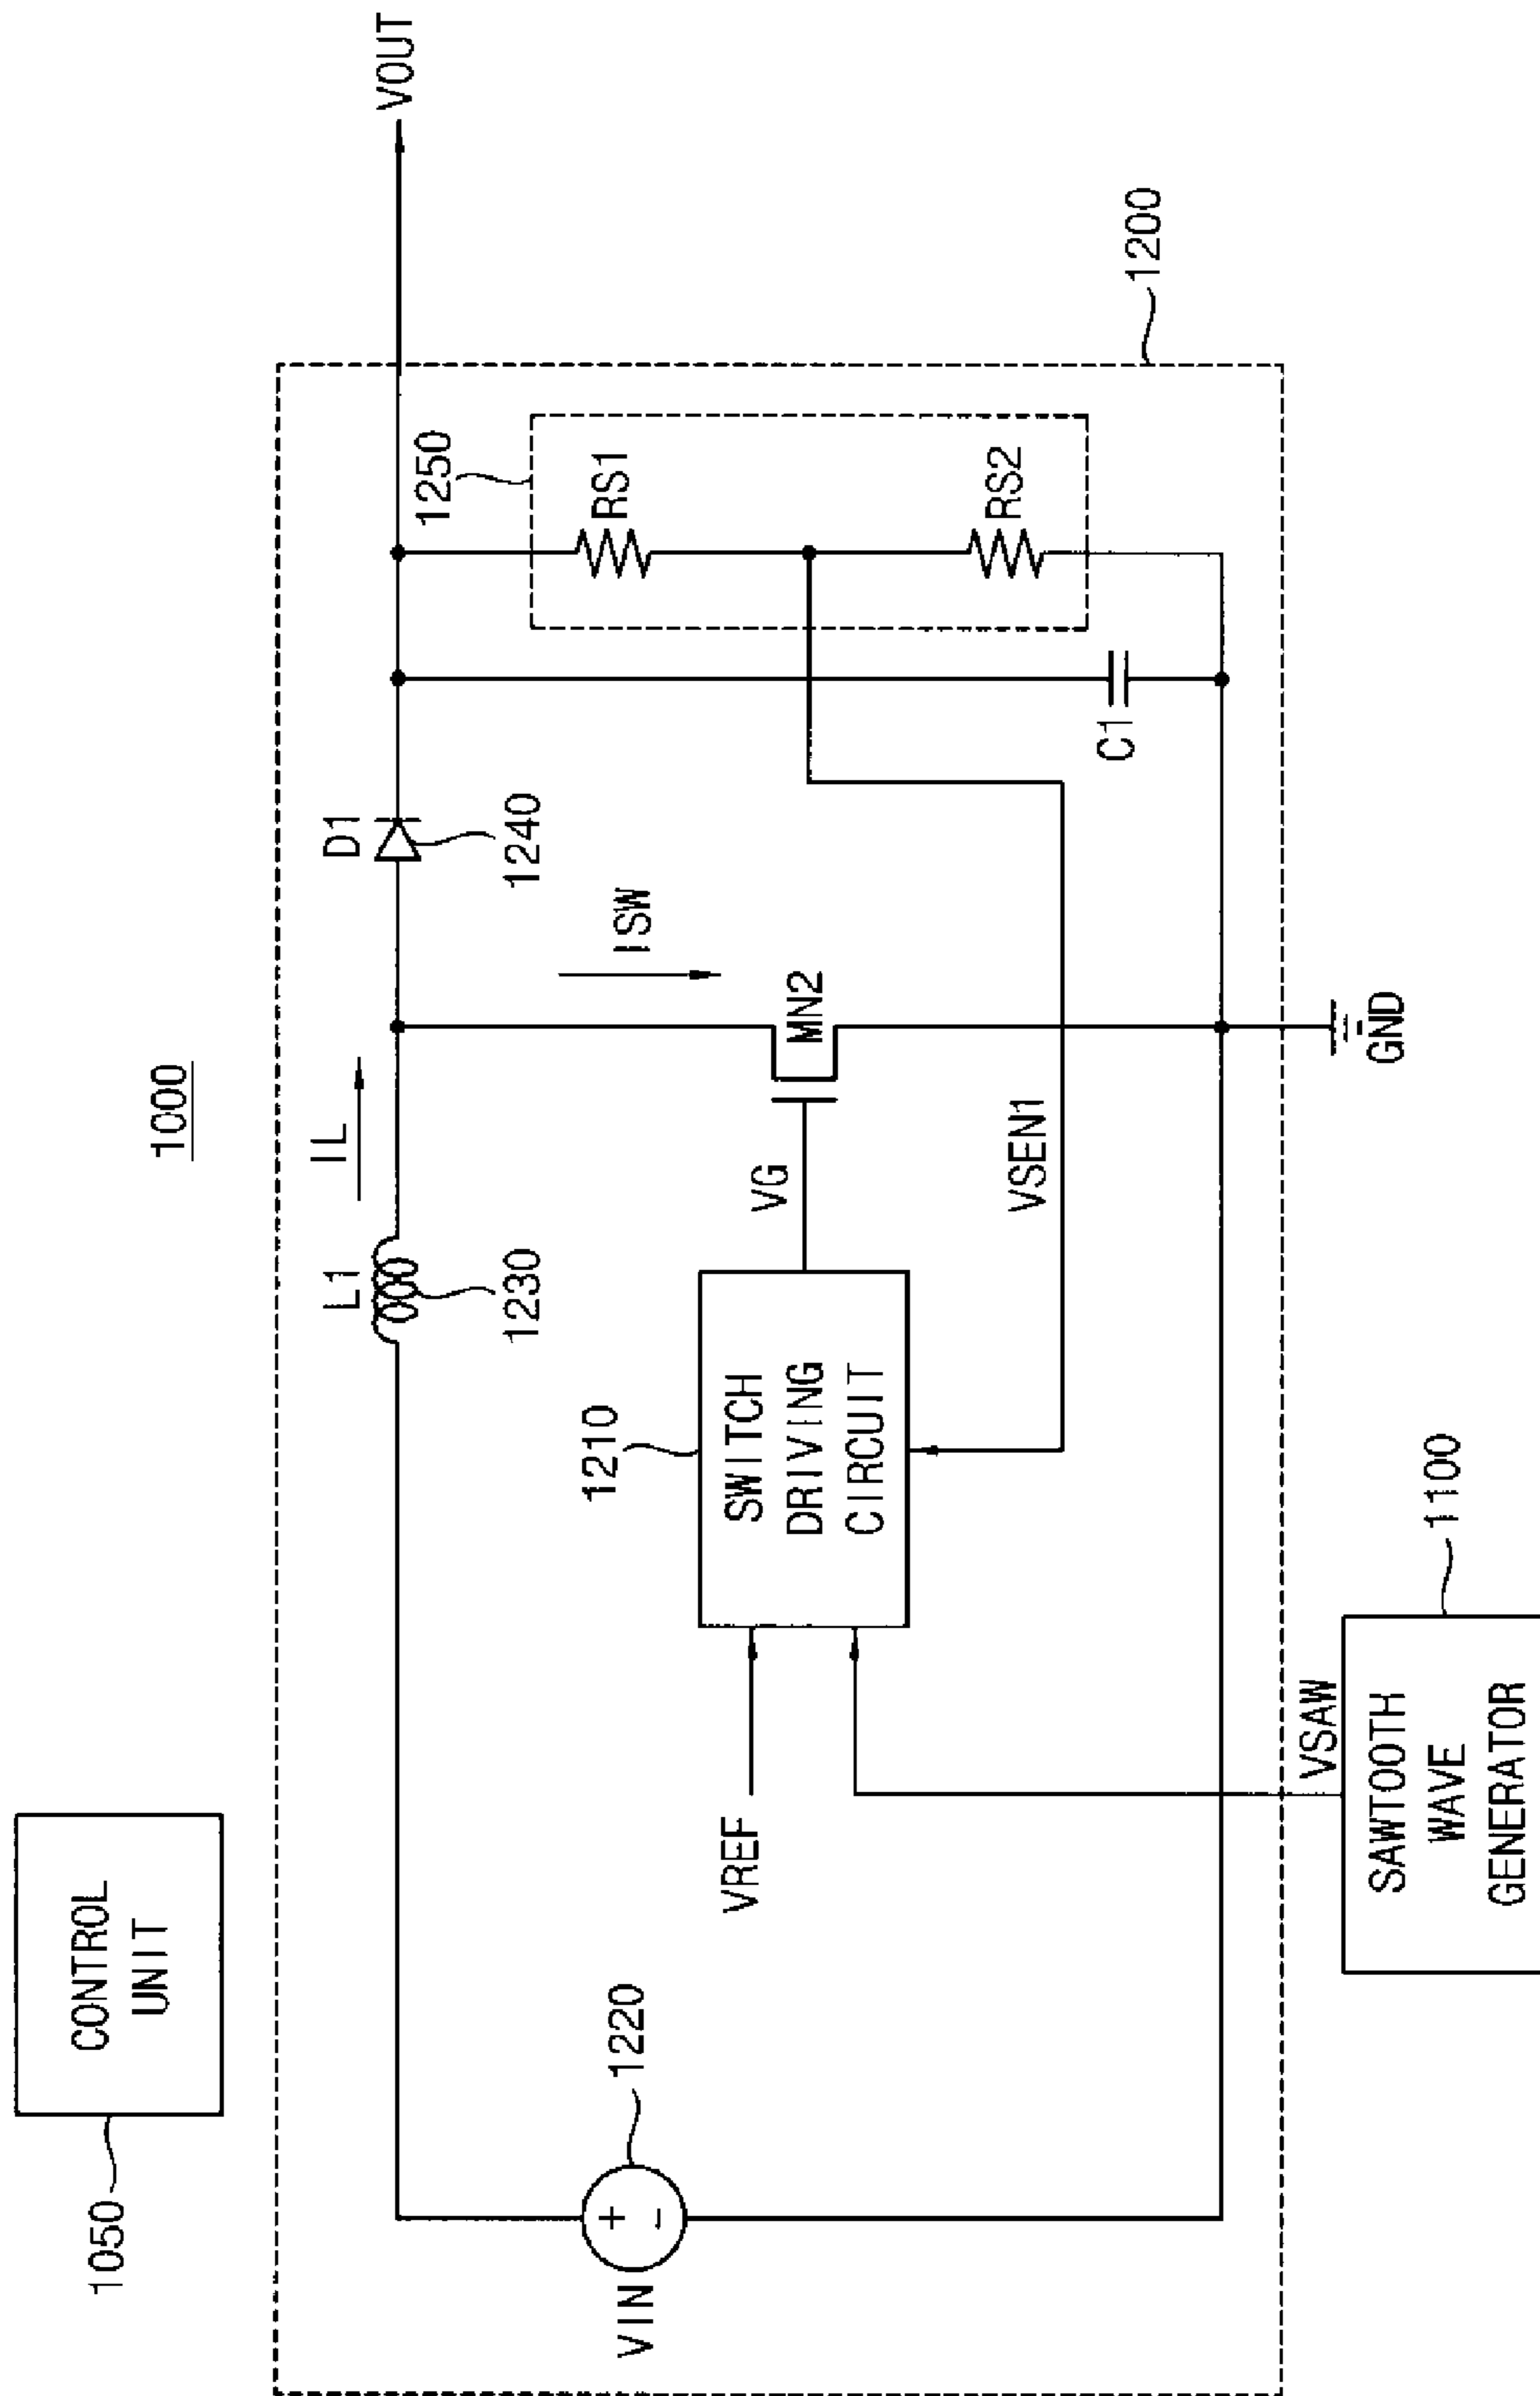 1000
1050
CONTROL
UNIT
L1
IL
D1
VOUT
1230
1240
1250
ISW
RS1
VIN
+
-
1220
1210
SWITCH
DRIVING
CIRCUIT
VREF
VG
MN2
VSEN1
RS2
C1
1200
VSAW
GND
SAWTOOTH
WAVE
GENERATOR
1100